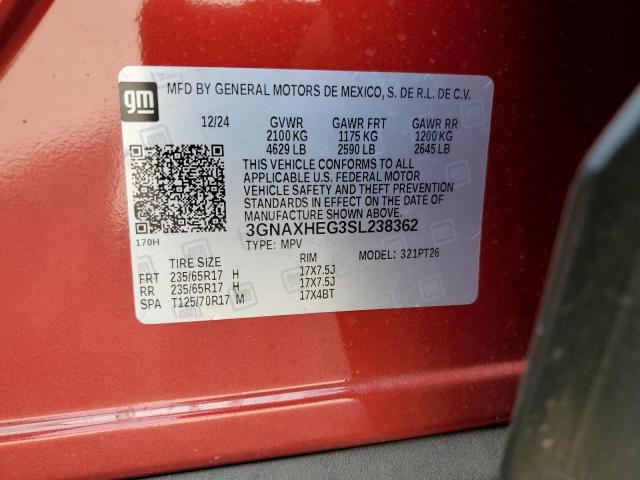 gm
MFD BY GENERAL MOTORS DE MEXICO, S. DE R.L. DE C.V.
12/24 GVWR GAWR FRT GAWR RR
2100 KG 1175 KG 1200 KG
4629 LB 2590 LB 2645 LB
THIS VEHICLE CONFORMS TO ALL
APPLICABLE U.S. FEDERAL MOTOR
VEHICLE SAFETY AND THEFT PREVENTION
STANDARDS IN EFFECT ON THE DATE OF
MANUFACTURE SHOWN ABOVE.
3GNAXHEG3SL238362
170H TYPE: MPV MODEL: 321PT26
TIRE SIZE RIM
FRT 235/65R17 H 17X7.5J
RR 235/65R17 H 17X7.5J
SPA T125/70R17 M 17X4BT